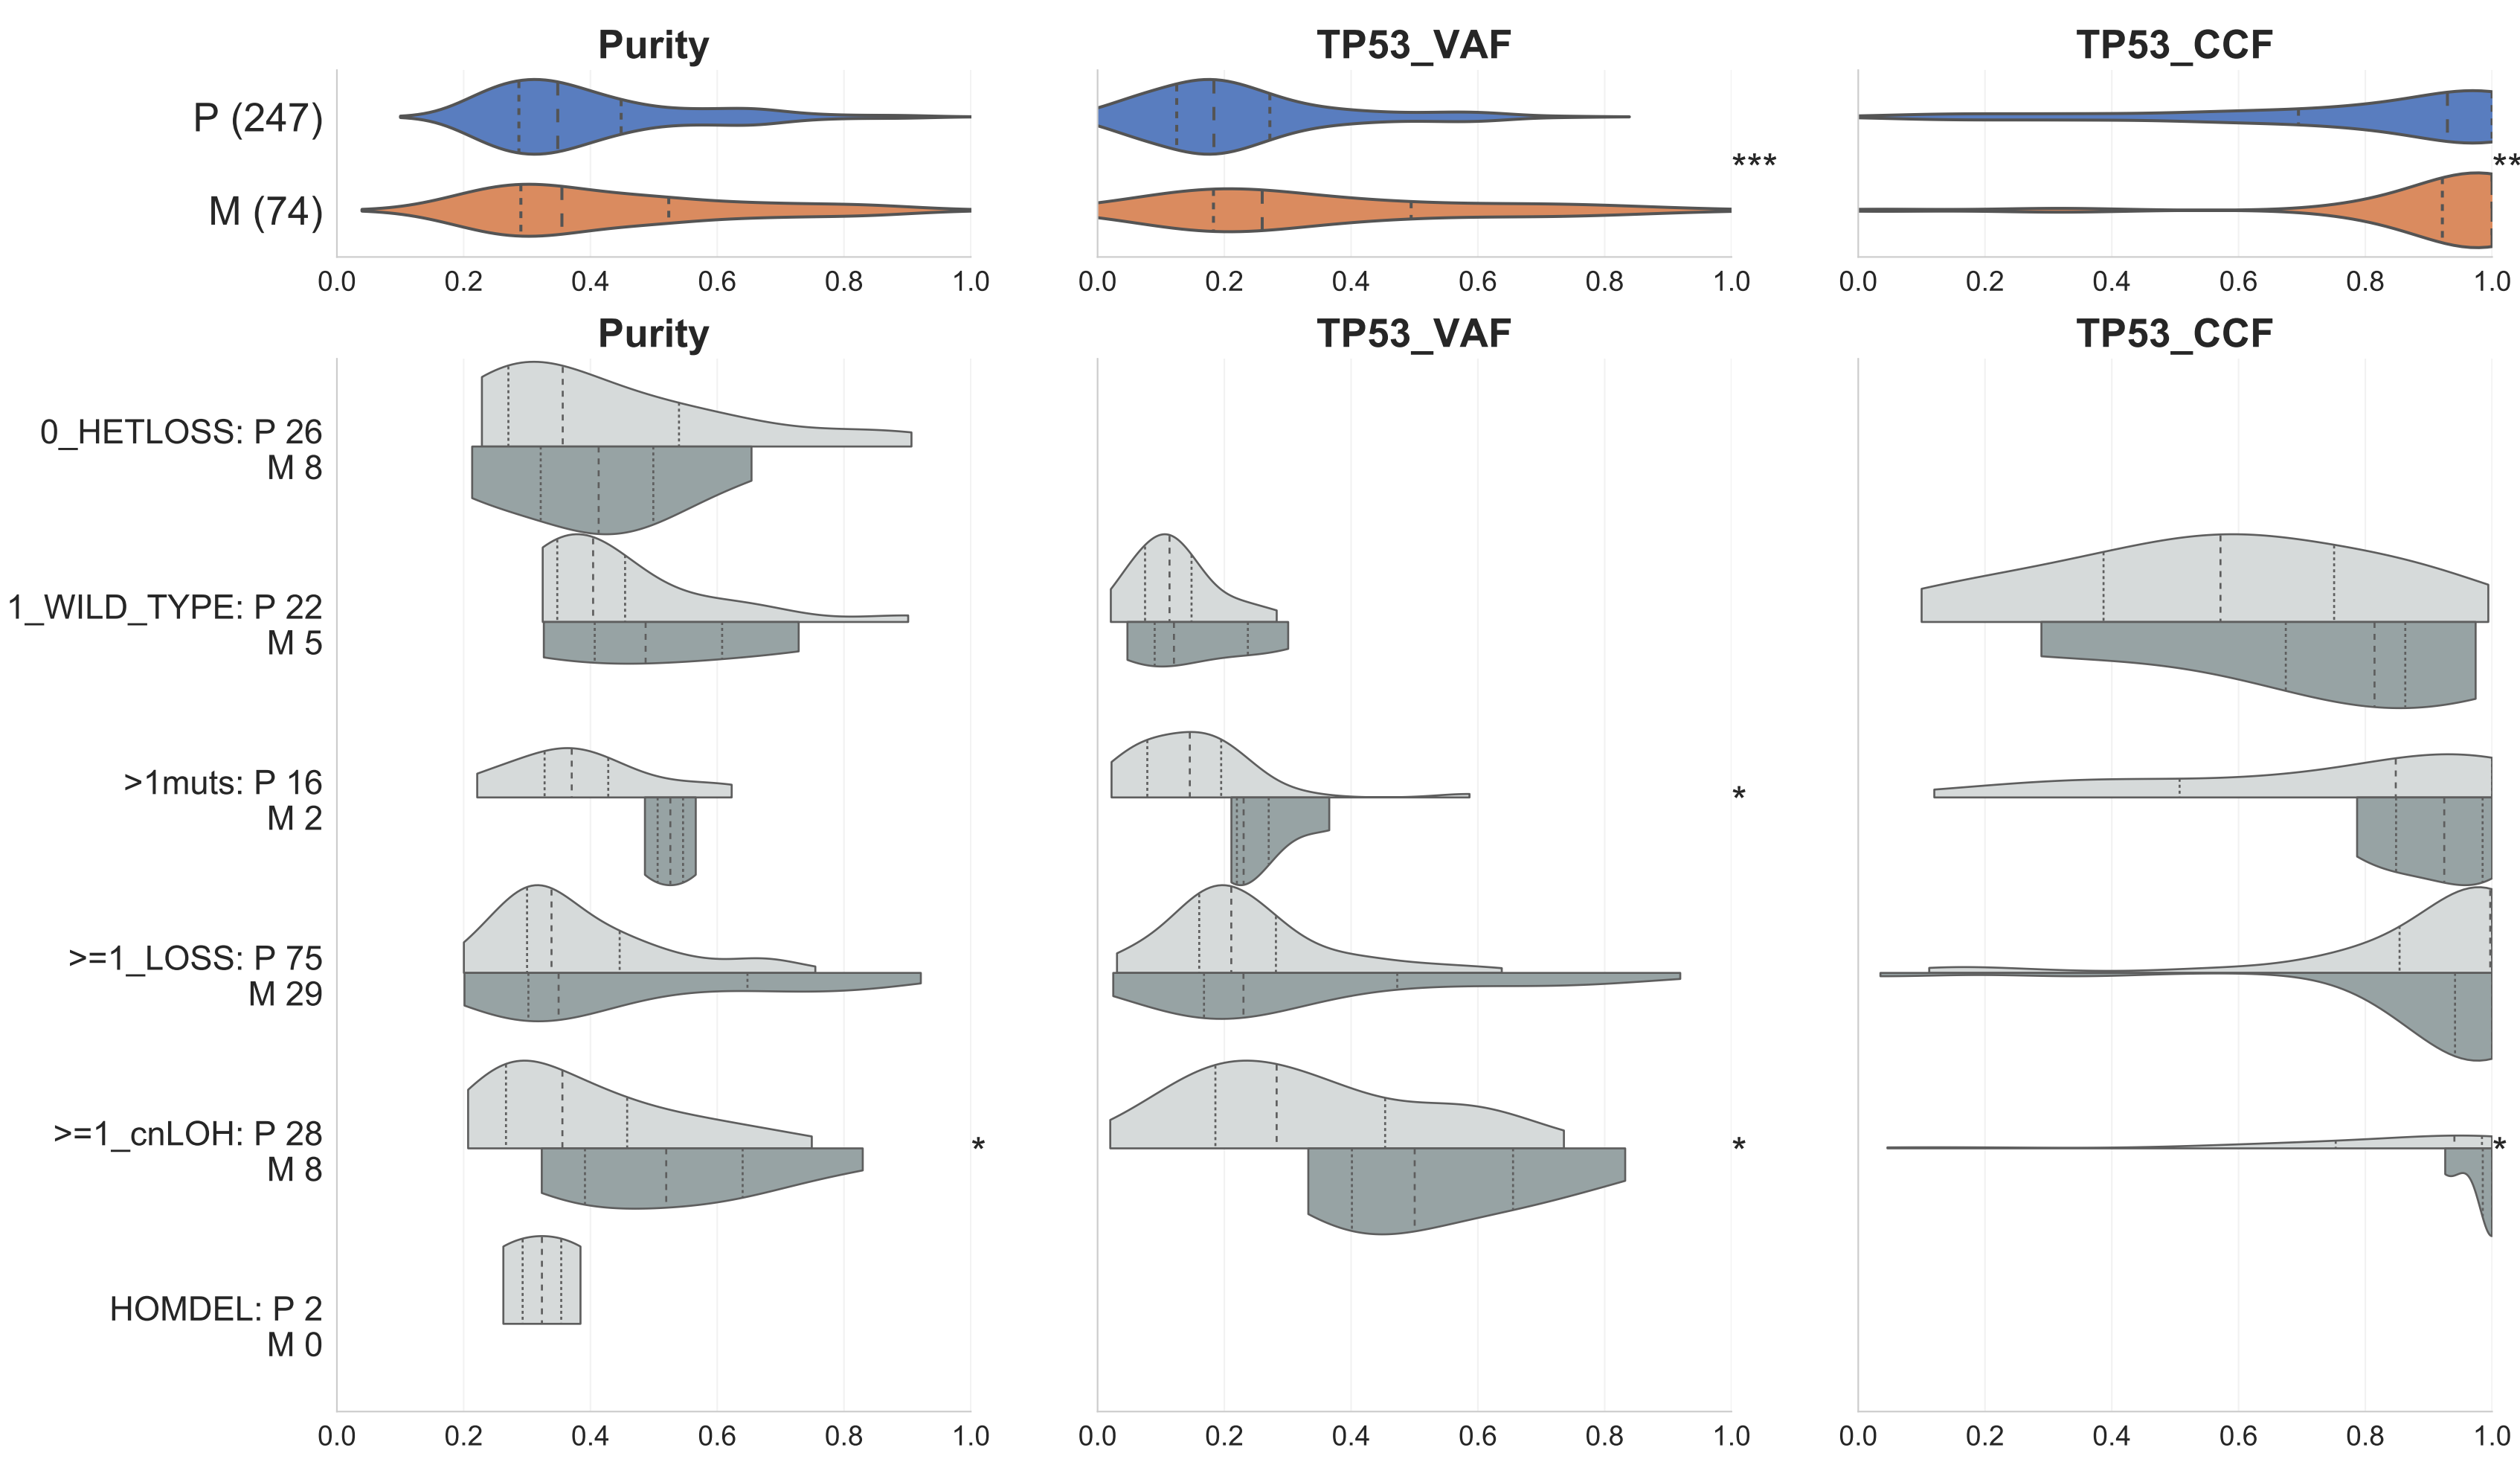 Purity TP53_VAF TP53_CCF
P (247)
***
**
M (74)
0.0 0.2 0.4 0.6 0.8 1.0 0.0 0.2 0.4 0.6 0.8 1.0 0.0 0.2 0.4 0.6 0.8 1.0
Purity TP53_VAF TP53_CCF
0_HETLOSS: P 26
M 8
1_WILD_TYPE: P 22
M 5
>1muts: P 16
*
M 2
>=1_LOSS: P 75
M 29
>=1_cnLOH: P 28
* * *
M 8
HOMDEL: P 2
M 0
0.0 0.2 0.4 0.6 0.8 1.0 0.0 0.2 0.4 0.6 0.8 1.0 0.0 0.2 0.4 0.6 0.8 1.0